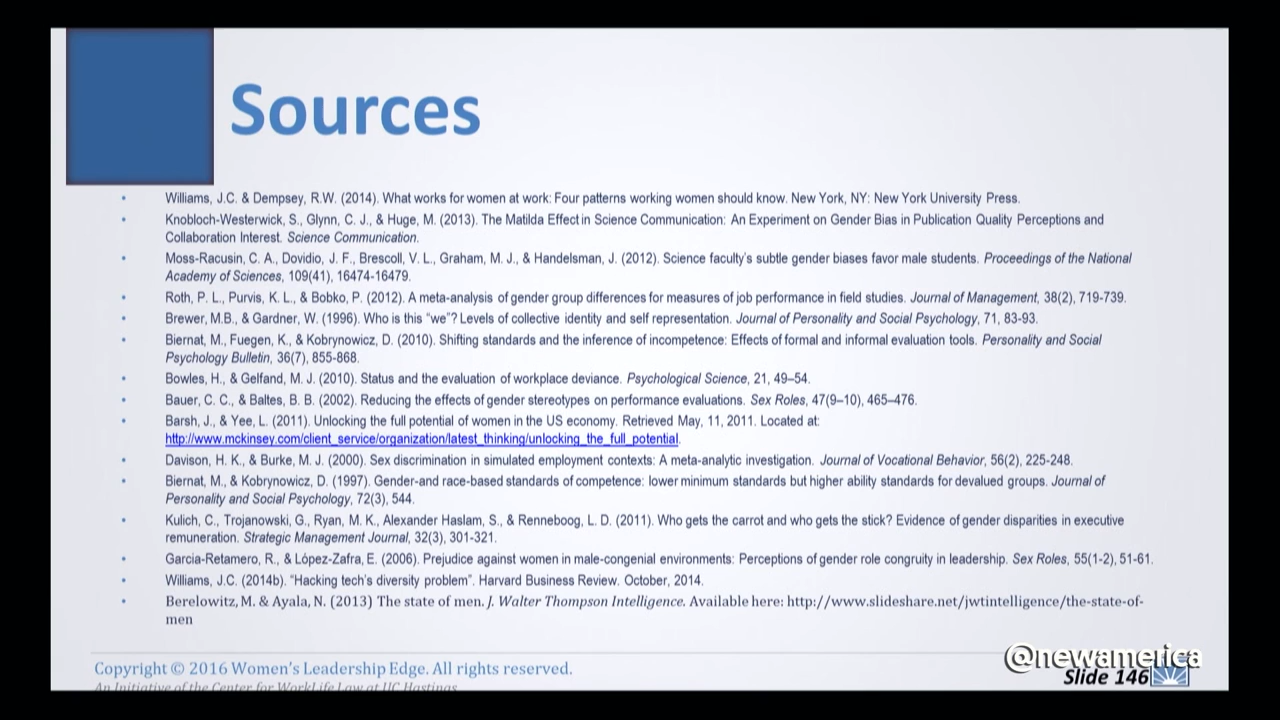 Sources
• Williams, J.C. & Dempsey, R.W. (2014). What works for women at work: Four patterns working women should know. New York, NY: New York University Press.
• Knobloch-Westerwick, S., Glynn, C. J., & Huge, M. (2013). The Matilda Effect in Science Communication: An Experiment on Gender Bias in Publication Quality Perceptions and
Collaboration Interest. Science Communication.
• Moss-Racusin, C. A., Dovidio, J. F., Brescoll, V. L., Graham, M. J., & Handelsman, J. (2012). Science faculty's subtle gender biases favor male students. Proceedings of the National
Academy of Sciences, 109(41), 16474-16479.
• Roth, P. L., Purvis, K. L., & Bobko, P. (2012). A meta-analysis of gender group differences for measures of job performance in field studies. Journal of Management, 38(2), 719-739.
• Brewer, M.B., & Gardner, W. (1996). Who is this “we”? Levels of collective identity and self representation. Journal of Personality and Social Psychology, 71, 83-93.
• Biernat, M., Fuegen, K., & Kobrynowicz, D. (2010). Shifting standards and the inference of incompetence: Effects of formal and informal evaluation tools. Personality and Social
Psychology Bulletin, 36(7), 855-868.
• Bowles, H., & Gelfand, M. J. (2010). Status and the evaluation of workplace deviance. Psychological Science, 21, 49–54.
• Bauer, C. C., & Baltes, B. B. (2002). Reducing the effects of gender stereotypes on performance evaluations. Sex Roles, 47(9–10), 465–476.
• Barsh, J., & Yee, L. (2011). Unlocking the full potential of women in the US economy. Retrieved May, 11, 2011. Located at:
http://www.mckinsey.com/client_service/organization/latest_thinking/unlocking_the_full_potential.
• Davison, H. K., & Burke, M. J. (2000). Sex discrimination in simulated employment contexts: A meta-analytic investigation. Journal of Vocational Behavior, 56(2), 225-248.
• Biernat, M., & Kobrynowicz, D. (1997). Gender-and race-based standards of competence: lower minimum standards but higher ability standards for devalued groups. Journal of
Personality and Social Psychology, 72(3), 544.
• Kulich, C., Trojanowski, G., Ryan, M. K., Alexander Haslam, S., & Renneboog, L. D. (2011). Who gets the carrot and who gets the stick? Evidence of gender disparities in executive
remuneration. Strategic Management Journal, 32(3), 301-321.
• Garcia-Retamero, R., & López-Zafra, E. (2006). Prejudice against women in male-congenial environments: Perceptions of gender role congruity in leadership. Sex Roles, 55(1-2), 51-61.
• Williams, J.C. (2014b). “Hacking tech's diversity problem”. Harvard Business Review. October, 2014.
• Berelowitz, M. & Ayala, N. (2013) The state of men. J. Walter Thompson Intelligence. Available here: http://www.slideshare.net/jwtintelligence/the-state-of-
men
Copyright © 2016 Women's Leadership Edge. All rights reserved.
An Initiative of the Center for WorkLife Law at UC Hastings
@newamerica
Slide 146